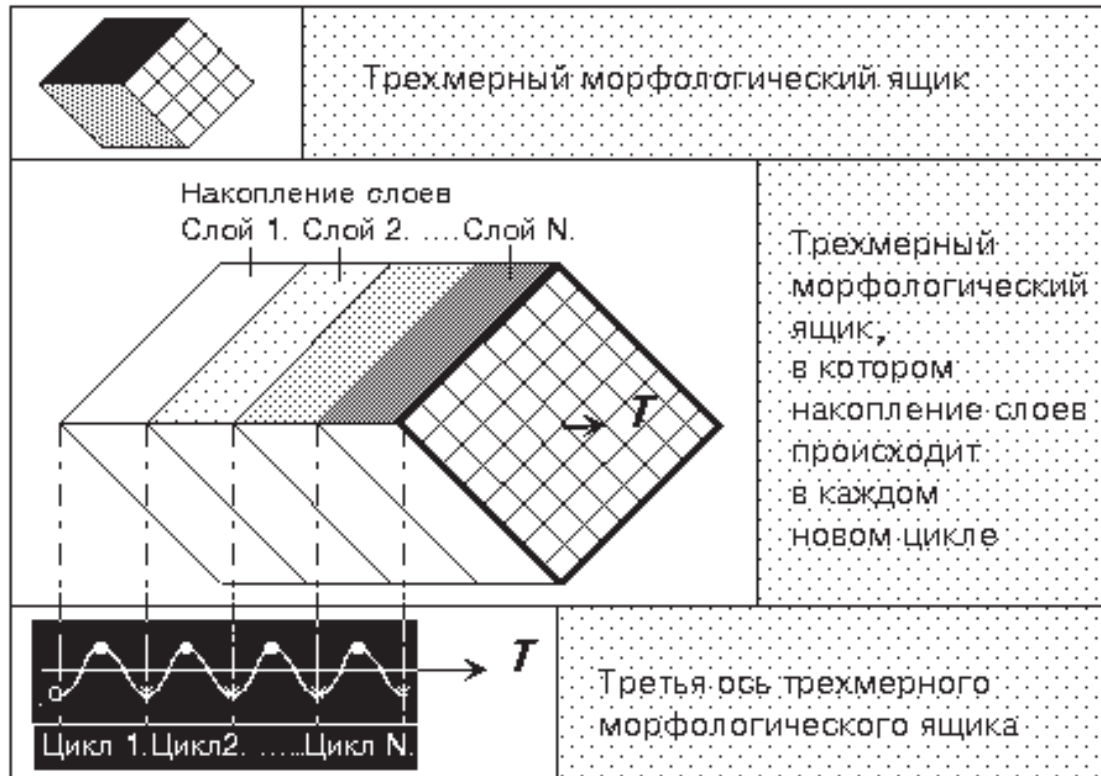 Трехмерный морфологический ящик
Накопление слоев
Слой 1. Слой 2. .....Слой N.
Трехмерный
морфологический
ящик,
в котором
накопление слоев
происходит
в каждом
новом цикле
T
T
Цикл 1.Цикл2. ......Цикл N.
Третья ось трехмерного
морфологического ящика